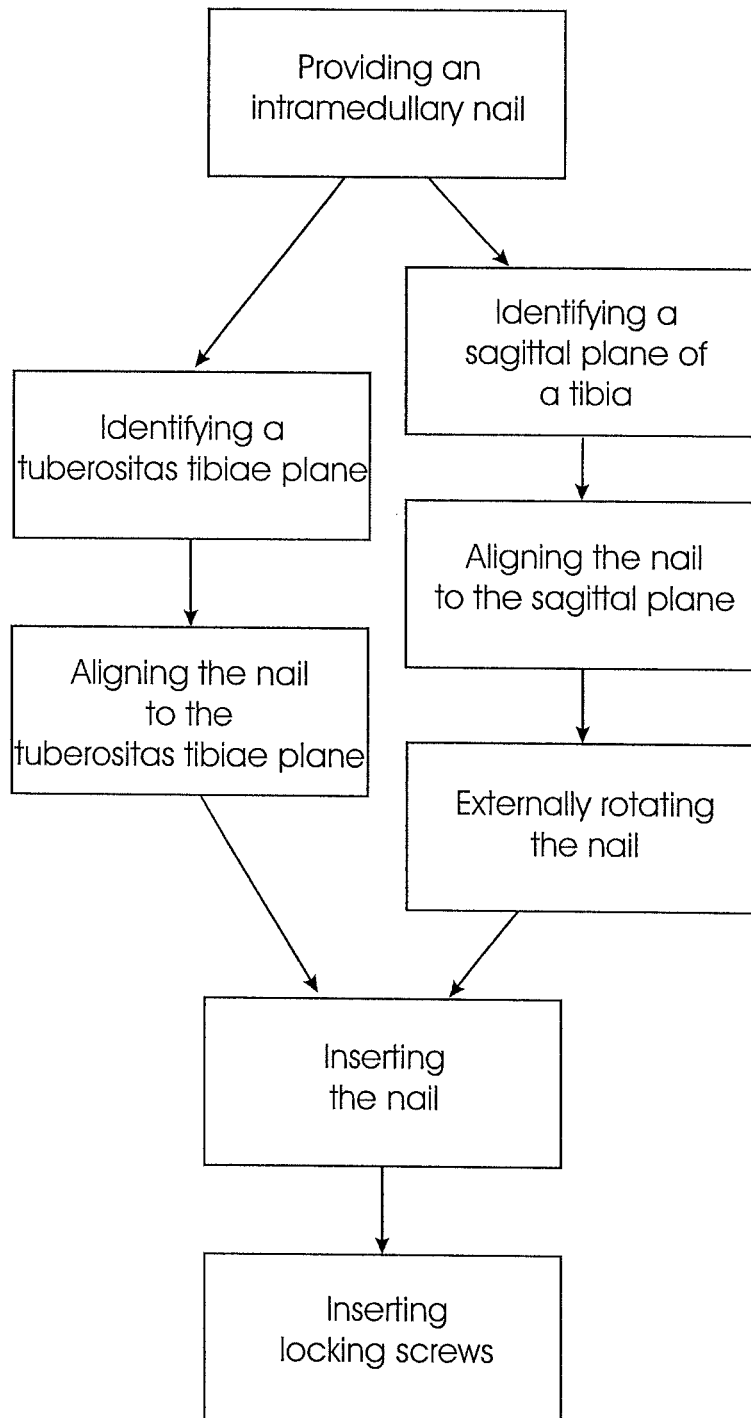 Providing an
intramedullary nail
Identifying a
sagittal plane of
a tibia
Identifying a
tuberositas tibiae plane
Aligning the nail
to the sagittal plane
Aligning the nail
to the
tuberositas tibiae plane
Externally rotating
the nail
Inserting
the nail
Inserting
locking screws